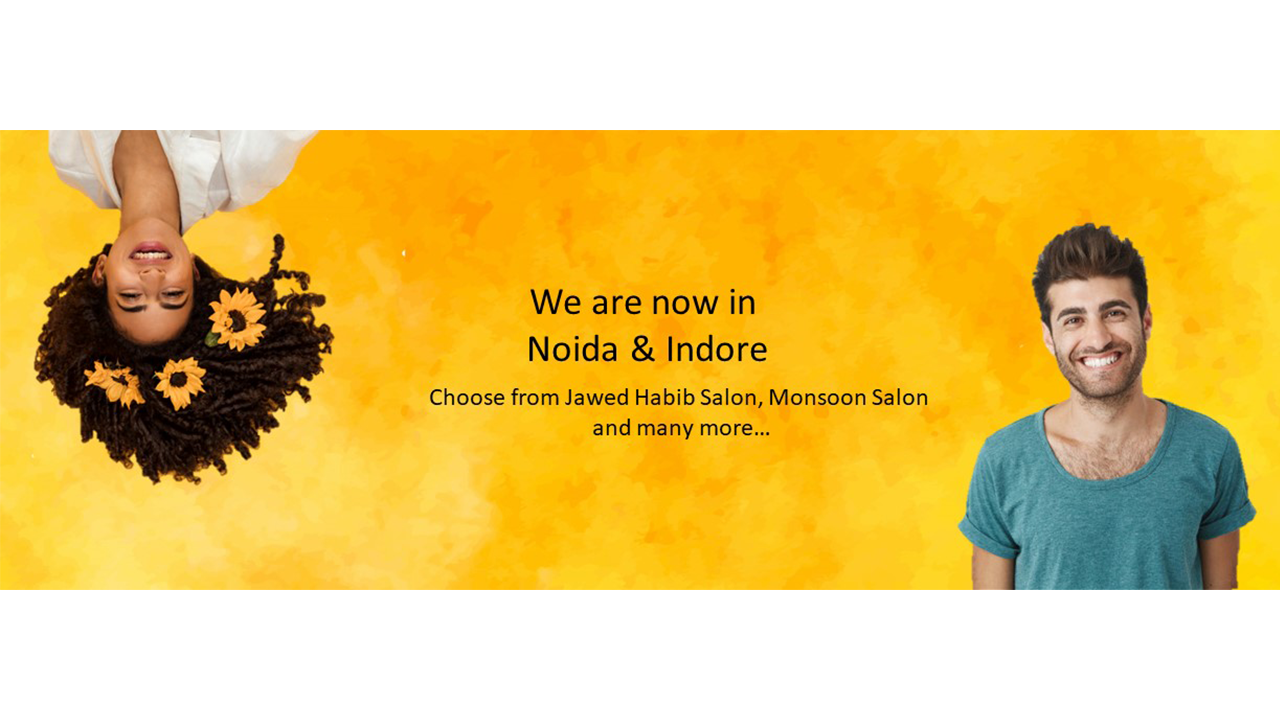 We are now in
Noida & Indore
Choose from Jawed Habib Salon, Monsoon Salon
and many more…